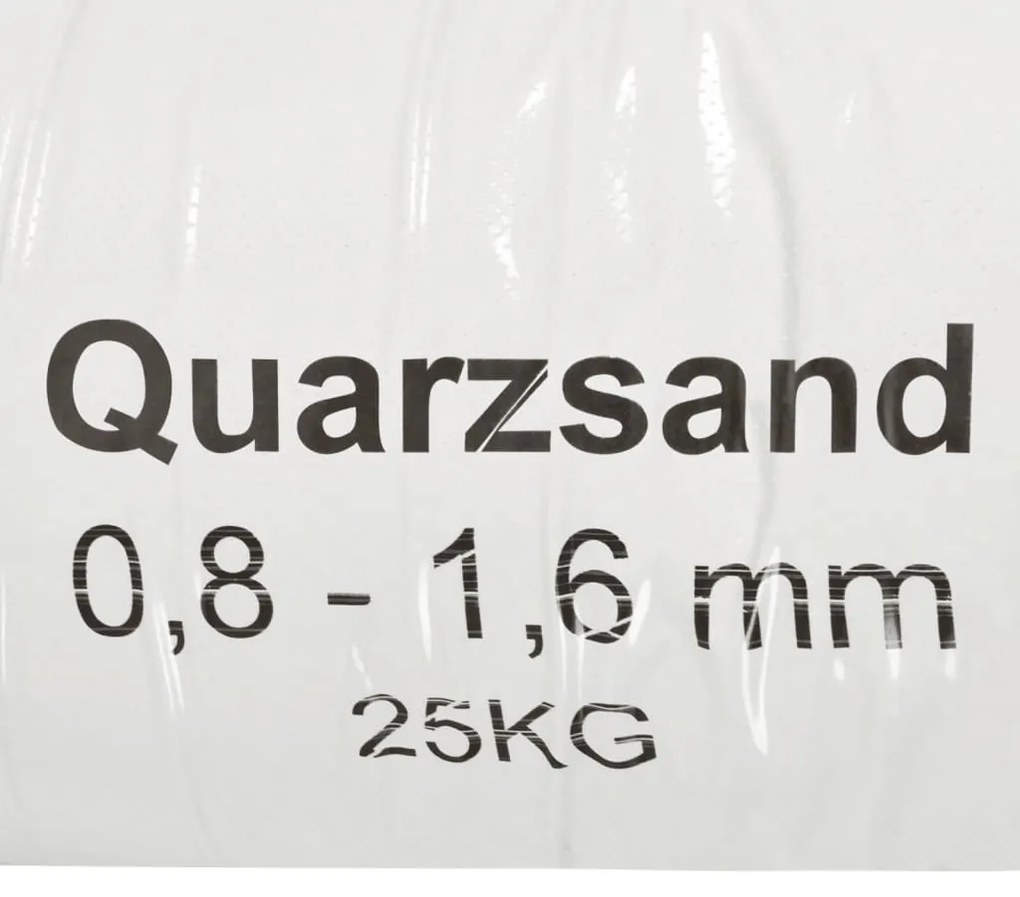 Quarzsand
0,8 - 1,6 mm
25KG